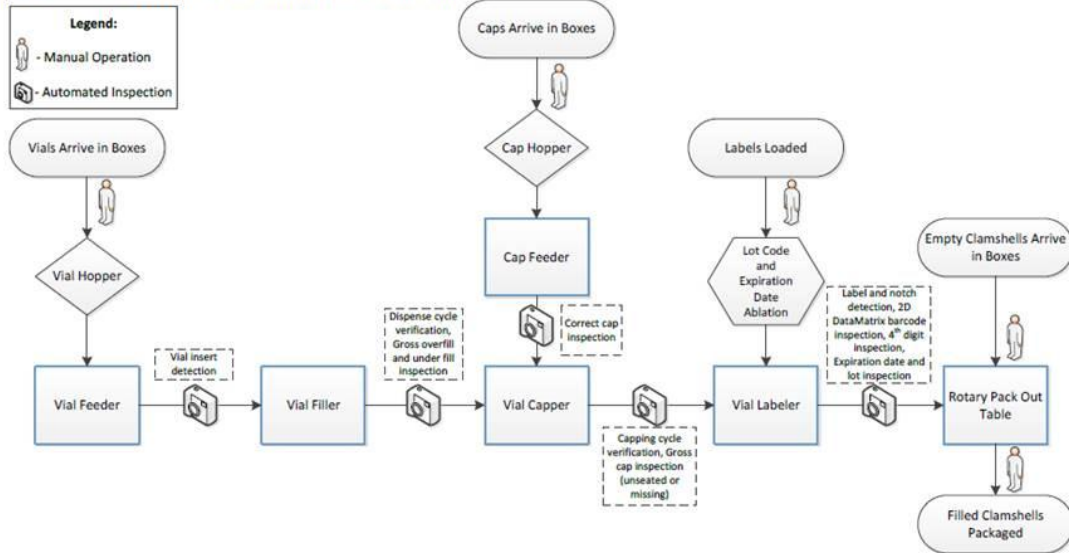 Legend:
- Manual Operation
- Automated Inspection
Vials Arrive in Boxes
Vial Hopper
Vial Feeder
Vial insert
detection
Vial Filler
Dispense cycle
verification,
Gross overfill
and under fill
inspection
Caps Arrive in Boxes
Cap Hopper
Cap Feeder
Correct cap
inspection
Vial Capper
Capping cycle
verification, Gross
cap inspection
(unseated or
missing)
Labels Loaded
Lot Code
and
Expiration
Date
Ablation
Vial Labeler
Label and notch
detection, 2D
DataMatrix barcode
inspection, 4th digit
inspection,
Expiration date and
lot inspection
Empty Clamshells Arrive
in Boxes
Rotary Pack Out
Table
Filled Clamshells
Packaged